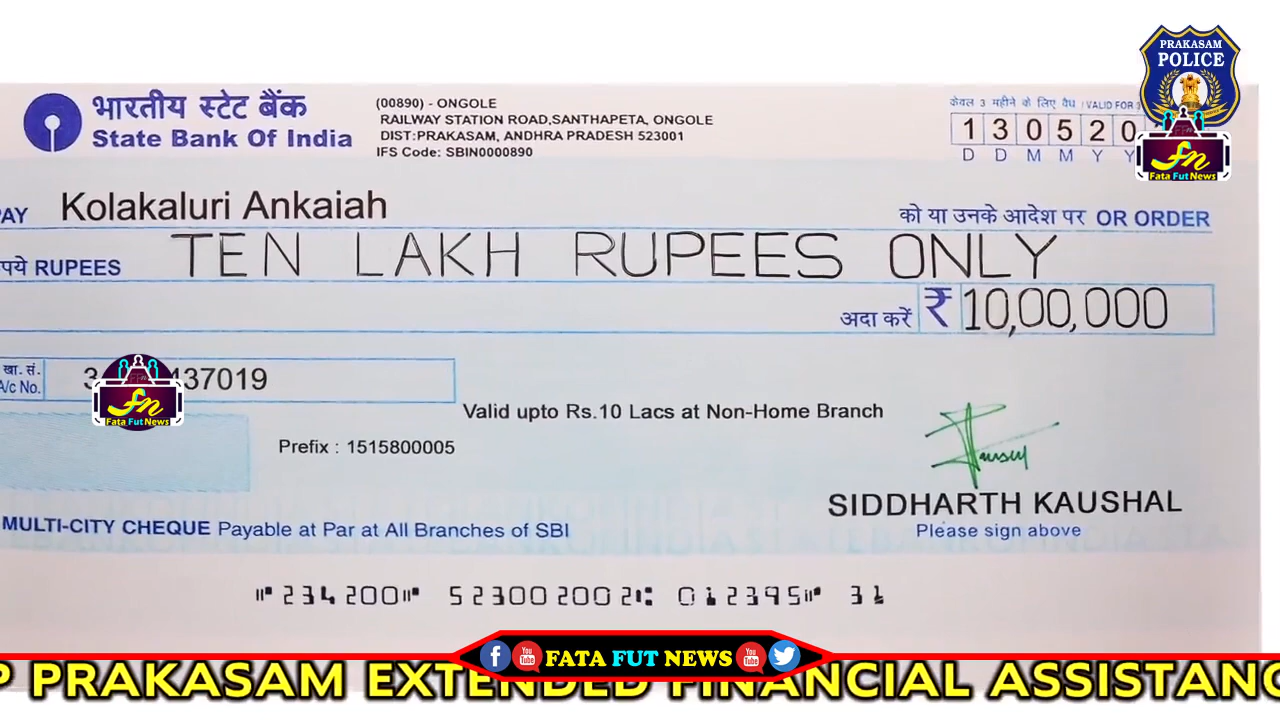 PRAKASAM
POLICE
भारतीय स्टेट बैंक
State Bank Of India
(00890) - ONGOLE
RAILWAY STATION ROAD,SANTHAPETA, ONGOLE
DIST:PRAKASAM, ANDHRA PRADESH 523001
IFS Code: SBIN0000890
केवल 3 महीने के लिए वैध / VALID FOR
1 3 0 5 2 0
D D M M Y Y
fn
Fata Fut News
PAY Kolakaluri Ankaiah
को या उनके आदेश पर OR ORDER
RUPEES TEN LAKH RUPEES ONLY
अदा करें ₹ 10,00,000
खा. सं.
A/c No. 3 437019
fn
Fata Fut News
Valid upto Rs.10 Lacs at Non-Home Branch
Prefix : 1515800005
SIDDHARTH KAUSHAL
Please sign above
MULTI-CITY CHEQUE Payable at Par at All Branches of SBI
⑈234200⑈ 523002002⑆ 012395⑈ 31
FATA FUT NEWS
P PRAKASAM EXTENDED FINANCIAL ASSISTANC